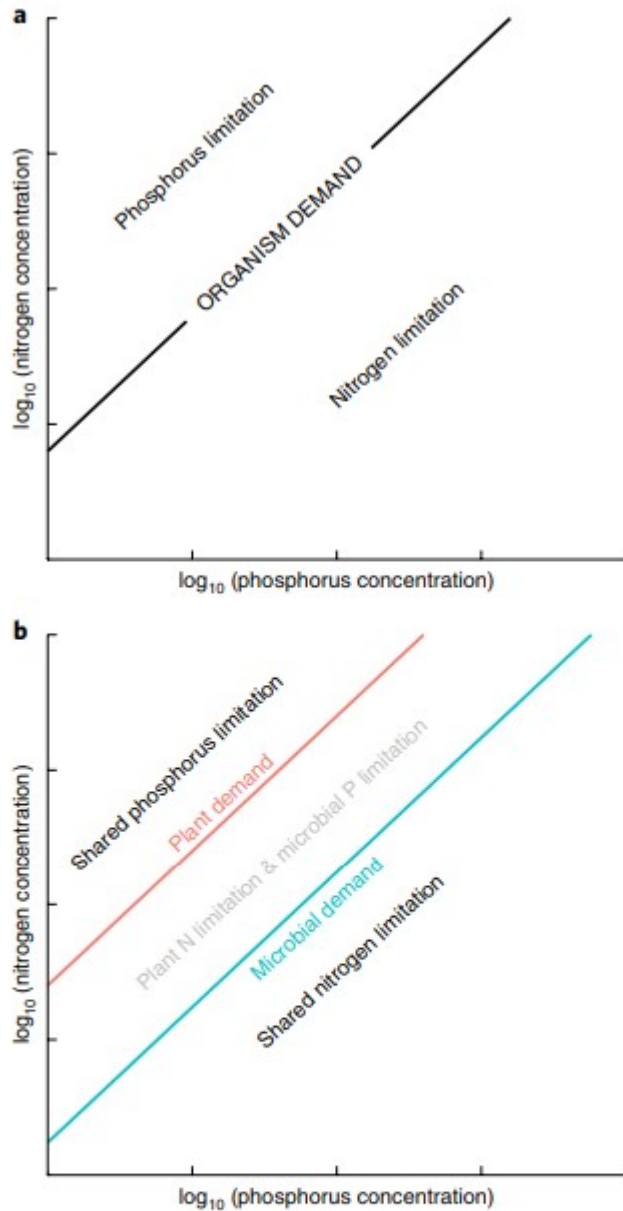 a
log10 (nitrogen concentration)
Phosphorus limitation
ORGANISM DEMAND
Nitrogen limitation
log10 (phosphorus concentration)
b
log10 (nitrogen concentration)
Shared phosphorus limitation
Plant demand
Plant N limitation & microbial P limitation
Microbial demand
Shared nitrogen limitation
log10 (phosphorus concentration)